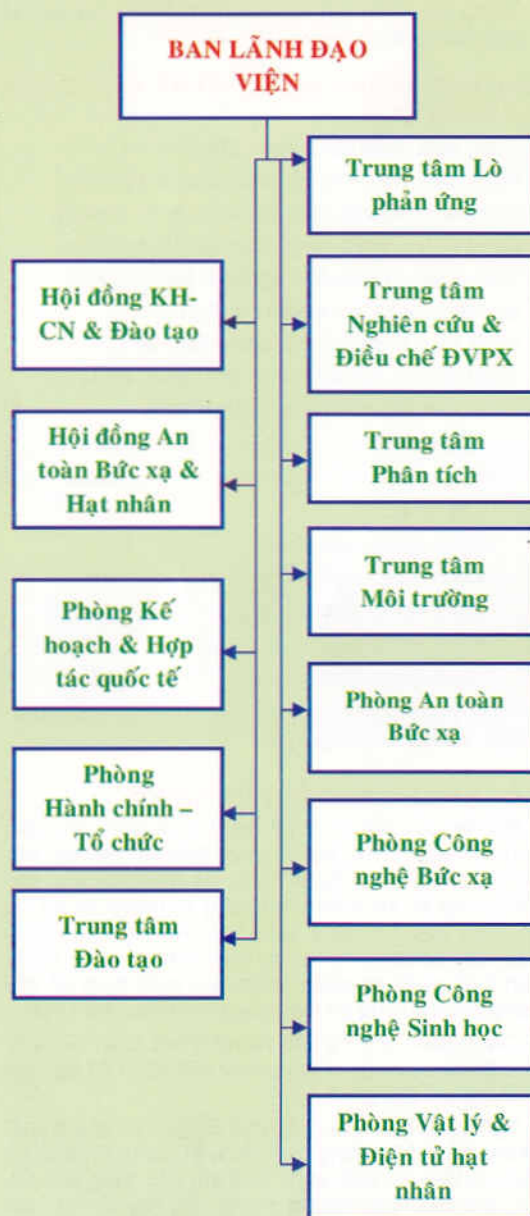 BAN LÃNH ĐẠO
VIỆN
Hội đồng KH-
CN & Đào tạo
Hội đồng An
toàn Bức xạ &
Hạt nhân
Phòng Kế
hoạch & Hợp
tác quốc tế
Phòng
Hành chính –
Tổ chức
Trung tâm
Đào tạo
Trung tâm Lò
phản ứng
Trung tâm
Nghiên cứu &
Điều chế ĐVPX
Trung tâm
Phân tích
Trung tâm
Môi trường
Phòng An toàn
Bức xạ
Phòng Công
nghệ Bức xạ
Phòng Công
nghệ Sinh học
Phòng Vật lý &
Điện tử hạt
nhân